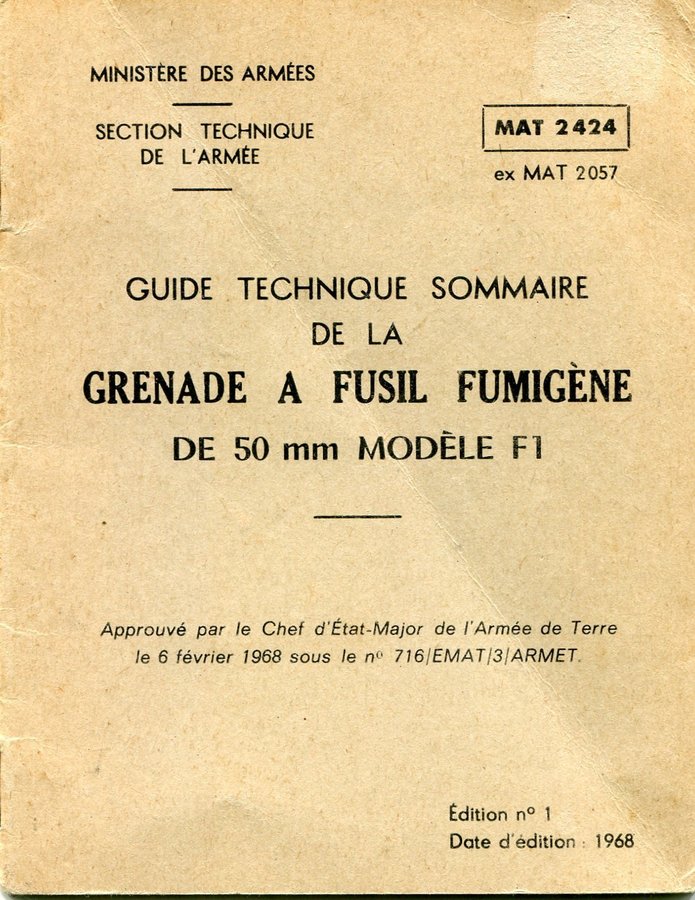 MINISTÈRE DES ARMÉES
SECTION TECHNIQUE
DE L'ARMÉE
MAT 2424
ex MAT 2057
GUIDE TECHNIQUE SOMMAIRE
DE LA
GRENADE A FUSIL FUMIGÈNE
DE 50 mm MODÈLE F1
Approuvé par le Chef d'État-Major de l'Armée de Terre
le 6 février 1968 sous le nº 716/EMAT/3/ARMET.
Édition nº 1
Date d'édition : 1968